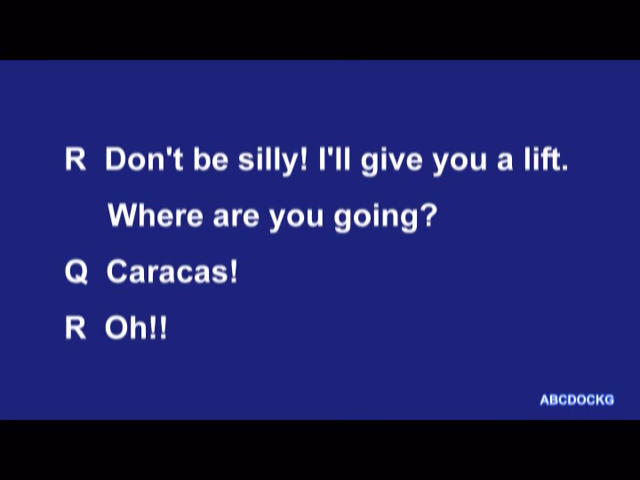 R Don't be silly! I'll give you a lift.
Where are you going?
Q Caracas!
R Oh!!
ABCDOCKG